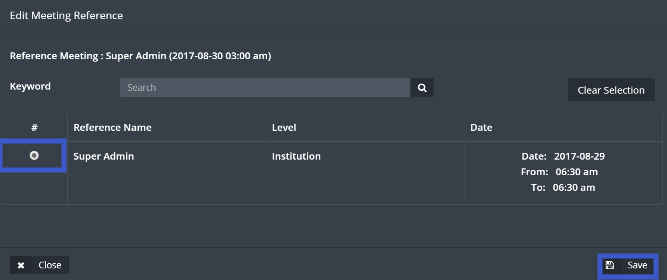 Edit Meeting Reference
Reference Meeting : Super Admin (2017-08-30 03:00 am)
Keyword
Search
Clear Selection
# Reference Name Level Date
Super Admin Institution Date: 2017-08-29
From: 06:30 am
To: 06:30 am
Close
Save